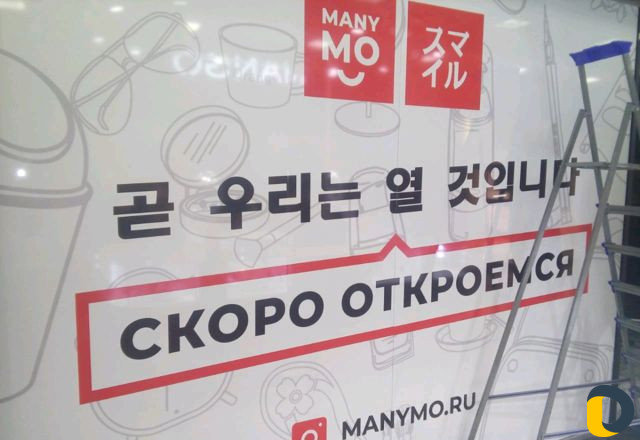 MANY
MO
スマ
イル
곧 우리는 열 것입니다
СКОРО ОТКРОЕМСЯ
MANYMO.RU